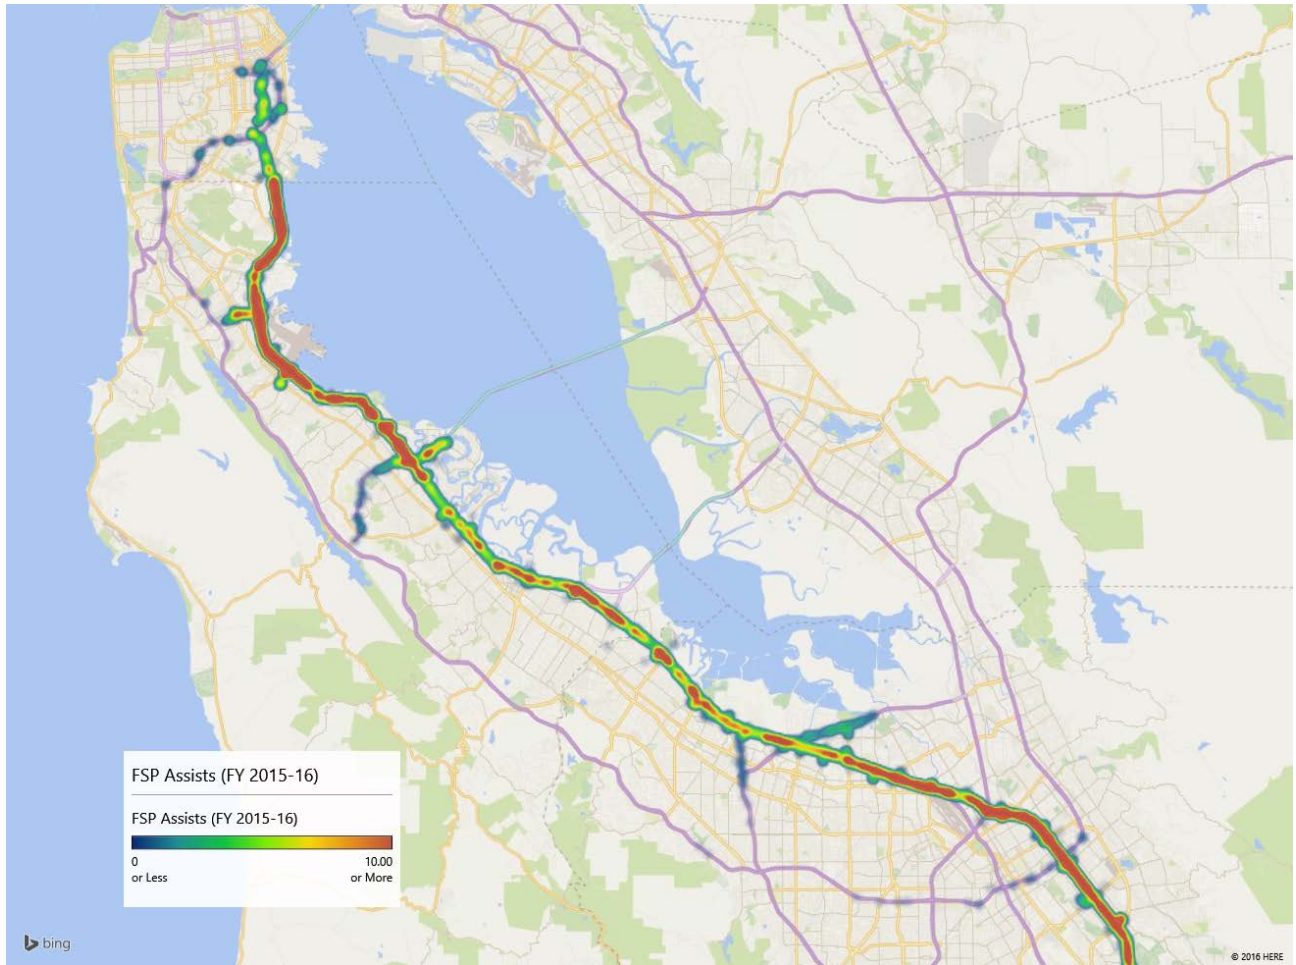 FSP Assists (FY 2015-16)
FSP Assists (FY 2015-16)
0 10.00
or Less or More
bing
© 2016 HERE